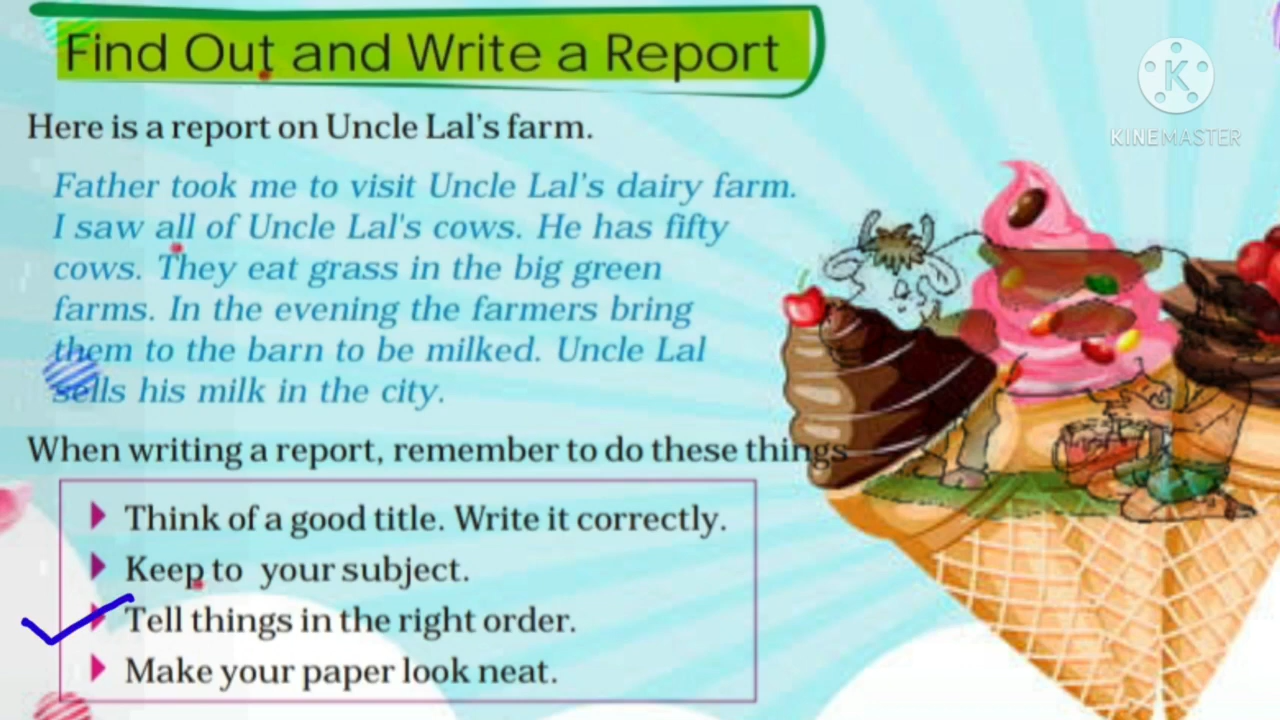 Find Out and Write a Report
KINEMASTER
Here is a report on Uncle Lal's farm.
Father took me to visit Uncle Lal's dairy farm.
I saw all of Uncle Lal's cows. He has fifty
cows. They eat grass in the big green
farms. In the evening the farmers bring
them to the barn to be milked. Uncle Lal
sells his milk in the city.
When writing a report, remember to do these things
Think of a good title. Write it correctly.
Keep to your subject.
Tell things in the right order.
Make your paper look neat.